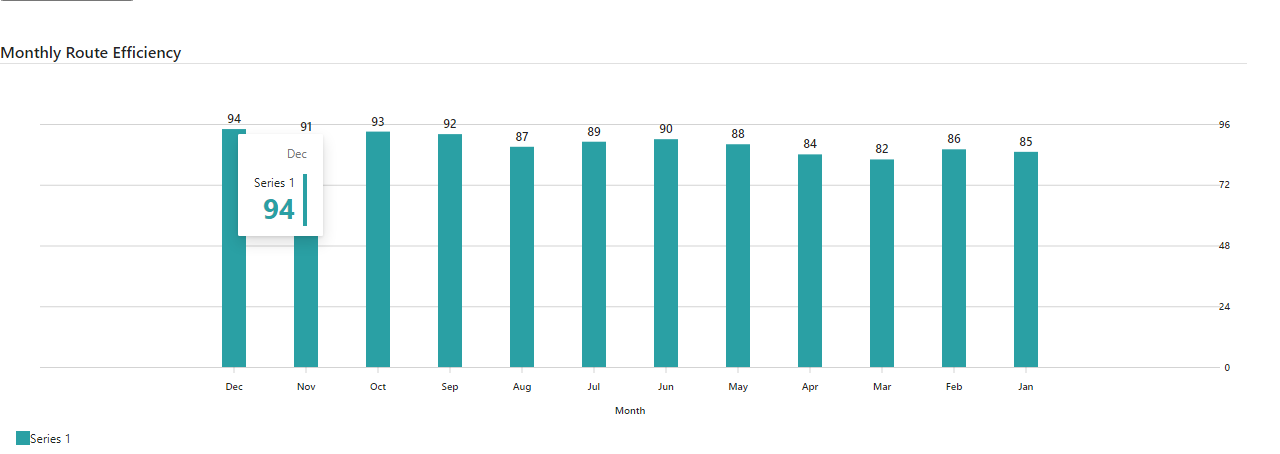 Monthly Route Efficiency
94 91 93 92 87 89 90 88 84 82 86 85
96
72
48
24
0
Dec
Series 1
94
Dec Nov Oct Sep Aug Jul Jun May Apr Mar Feb Jan
Month
Series 1